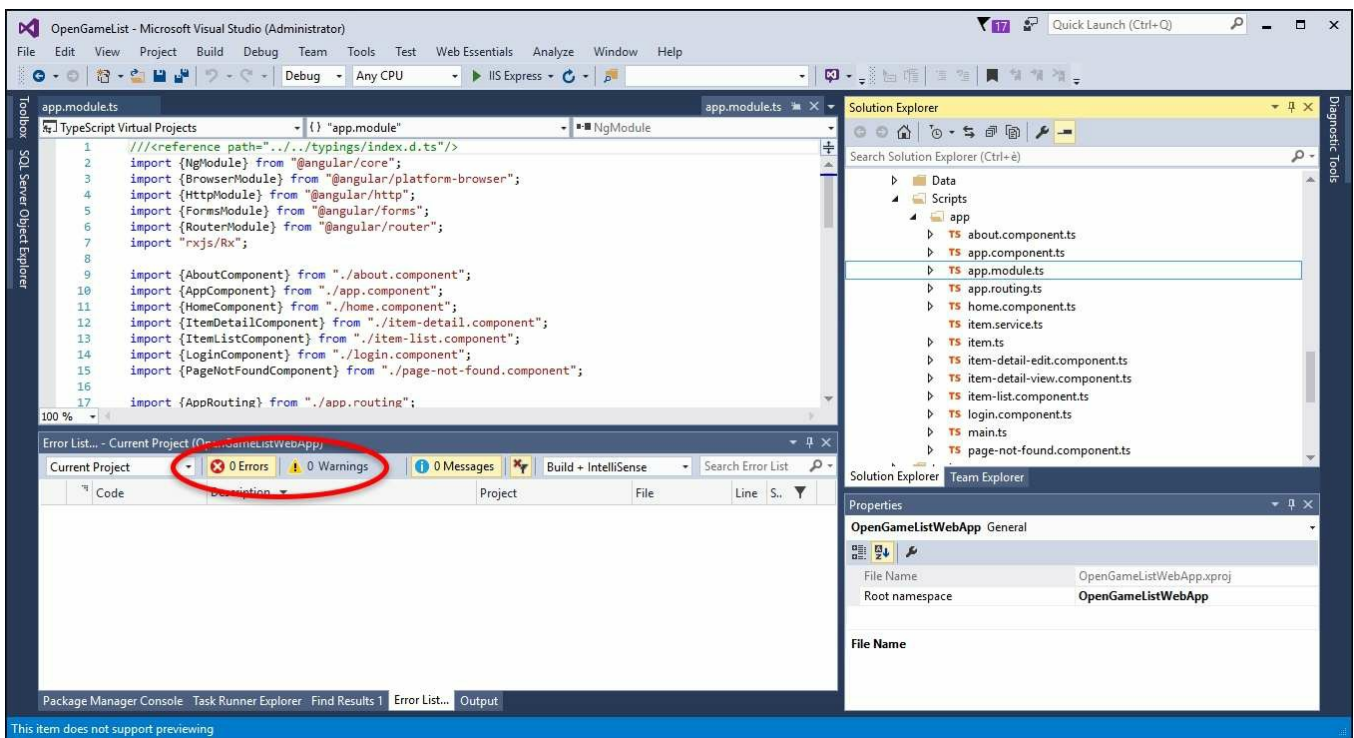 OpenGameList - Microsoft Visual Studio (Administrator)
17
Quick Launch (Ctrl+Q)
File Edit View Project Build Debug Team Tools Test Web Essentials Analyze Window Help
Debug Any CPU IIS Express
Toolbox
SQL Server Object Explorer
app.module.ts
app.module.ts
TypeScript Virtual Projects {} "app.module" NgModule
1 ///<reference path="../../typings/index.d.ts"/>
2 import {NgModule} from "@angular/core";
3 import {BrowserModule} from "@angular/platform-browser";
4 import {HttpModule} from "@angular/http";
5 import {FormsModule} from "@angular/forms";
6 import {RouterModule} from "@angular/router";
7 import "rxjs/Rx";
8
9 import {AboutComponent} from "./about.component";
10 import {AppComponent} from "./app.component";
11 import {HomeComponent} from "./home.component";
12 import {ItemDetailComponent} from "./item-detail.component";
13 import {ItemListComponent} from "./item-list.component";
14 import {LoginComponent} from "./login.component";
15 import {PageNotFoundComponent} from "./page-not-found.component";
16
17 import {AppRouting} from "./app.routing";
100 %
Error List... - Current Project (OpenGameListWebApp)
Current Project 0 Errors 0 Warnings 0 Messages Build + IntelliSense Search Error List
Code Description Project File Line S..
Package Manager Console Task Runner Explorer Find Results 1 Error List... Output
Solution Explorer
Search Solution Explorer (Ctrl+è)
Data
Scripts
app
TS about.component.ts
TS app.component.ts
TS app.module.ts
TS app.routing.ts
TS home.component.ts
TS item.service.ts
TS item.ts
TS item-detail-edit.component.ts
TS item-detail-view.component.ts
TS item-list.component.ts
TS login.component.ts
TS main.ts
TS page-not-found.component.ts
Solution Explorer Team Explorer
Properties
OpenGameListWebApp General
File Name OpenGameListWebApp.xproj
Root namespace OpenGameListWebApp
File Name
Diagnostic Tools
This item does not support previewing